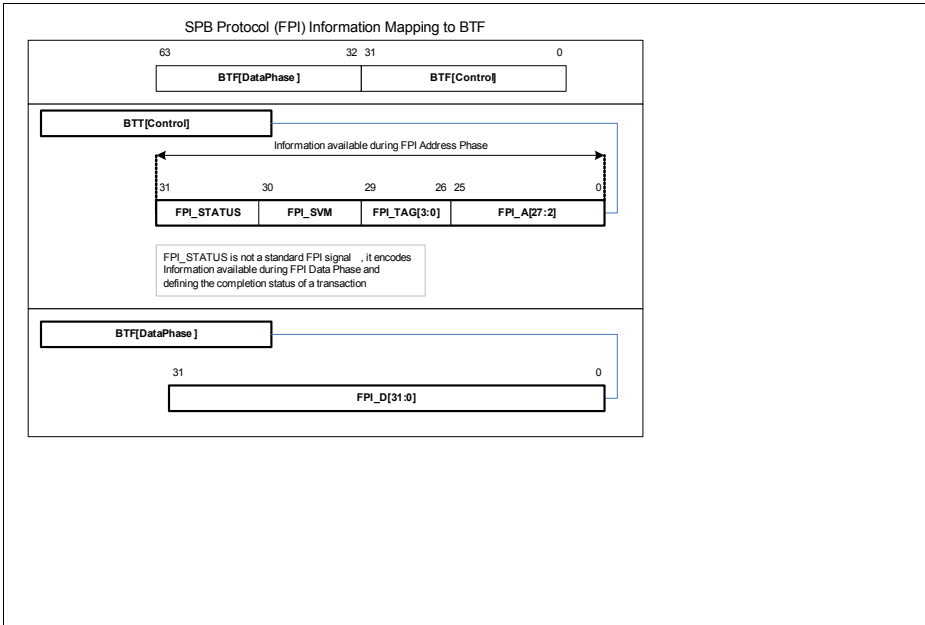 SPB Protocol (FPI) Information Mapping to BTF
63 32 31 0
BTF[DataPhase] BTF[Control]
BTT[Control]
Information available during FPI Address Phase
31 30 29 26 25 0
FPI_STATUS FPI_SVM FPI_TAG[3:0] FPI_A[27:2]
FPI_STATUS is not a standard FPI signal , it encodes
Information available during FPI Data Phase and
defining the completion status of a transaction
BTF[DataPhase]
31 0
FPI_D[31:0]